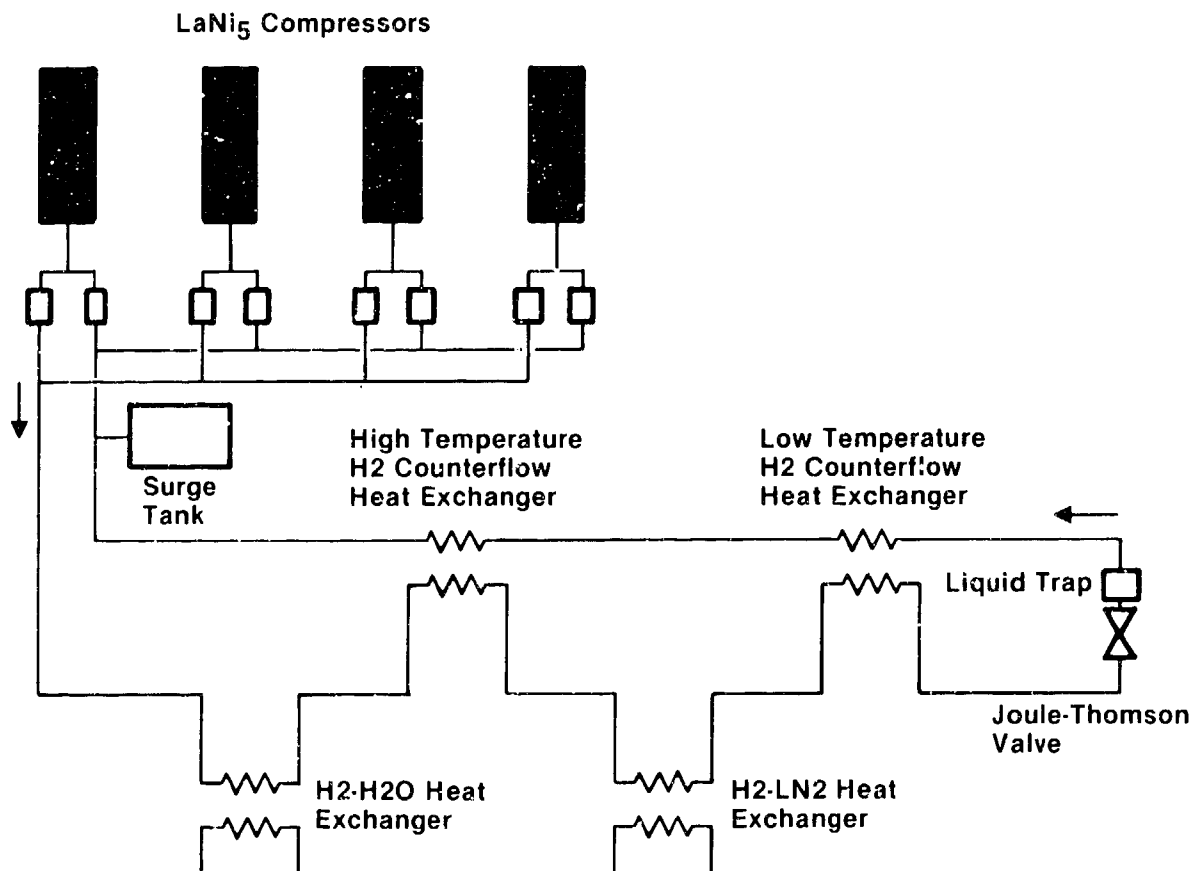 LaNi5 Compressors
High Temperature
H2 Counterflow
Heat Exchanger
Low Temperature
H2 Counterflow
Heat Exchanger
Surge
Tank
Liquid Trap
Joule-Thomson
Valve
H2-H2O Heat
Exchanger
H2-LN2 Heat
Exchanger